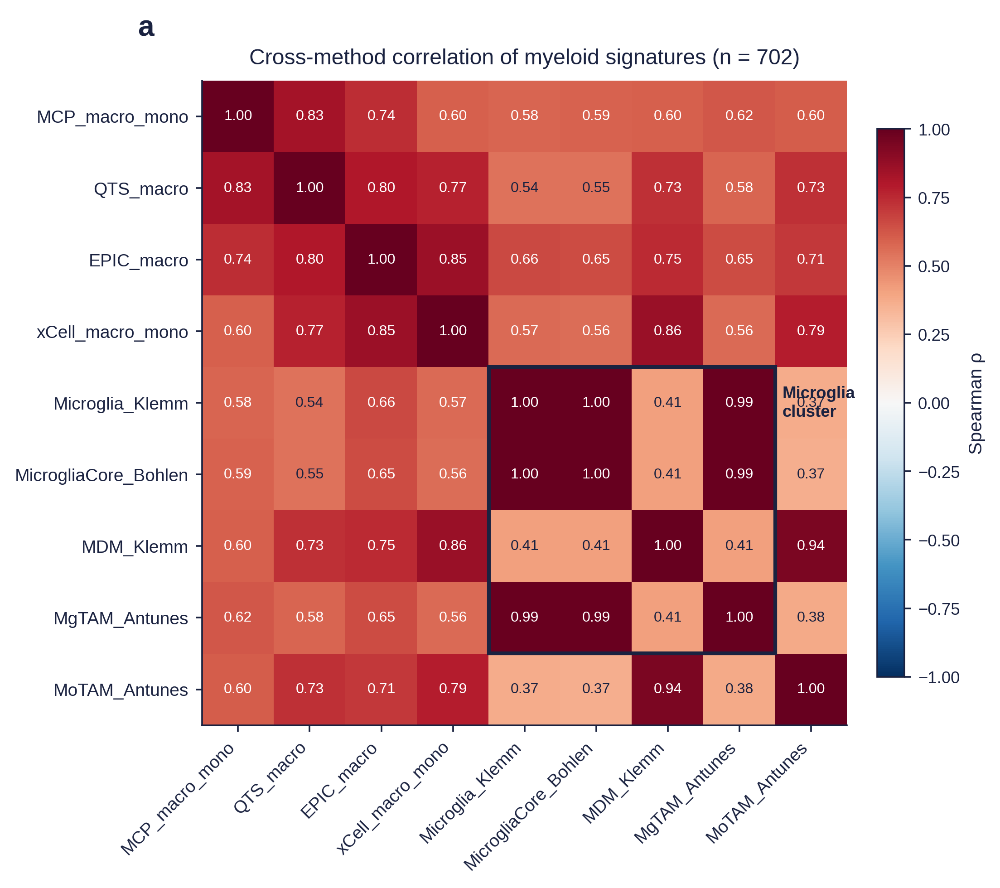 a
Cross-method correlation of myeloid signatures (n = 702)
MCP_macro_mono 1.00 0.83 0.74 0.60 0.58 0.59 0.60 0.62 0.60
QTS_macro 0.83 1.00 0.80 0.77 0.54 0.55 0.73 0.58 0.73
EPIC_macro 0.74 0.80 1.00 0.85 0.66 0.65 0.75 0.65 0.71
xCell_macro_mono 0.60 0.77 0.85 1.00 0.57 0.56 0.86 0.56 0.79
Microglia_Klemm 0.58 0.54 0.66 0.57 1.00 1.00 0.41 0.99 0.37
Microglia
cluster
MicrogliaCore_Bohlen 0.59 0.55 0.65 0.56 1.00 1.00 0.41 0.99 0.37
MDM_Klemm 0.60 0.73 0.75 0.86 0.41 0.41 1.00 0.41 0.94
MgTAM_Antunes 0.62 0.58 0.65 0.56 0.99 0.99 0.41 1.00 0.38
MoTAM_Antunes 0.60 0.73 0.71 0.79 0.37 0.37 0.94 0.38 1.00
MCP_macro_mono
QTS_macro
EPIC_macro
xCell_macro_mono
Microglia_Klemm
MicrogliaCore_Bohlen
MDM_Klemm
MgTAM_Antunes
MoTAM_Antunes
1.00
0.75
0.50
0.25
0.00
−0.25
−0.50
−0.75
−1.00
Spearman ρ